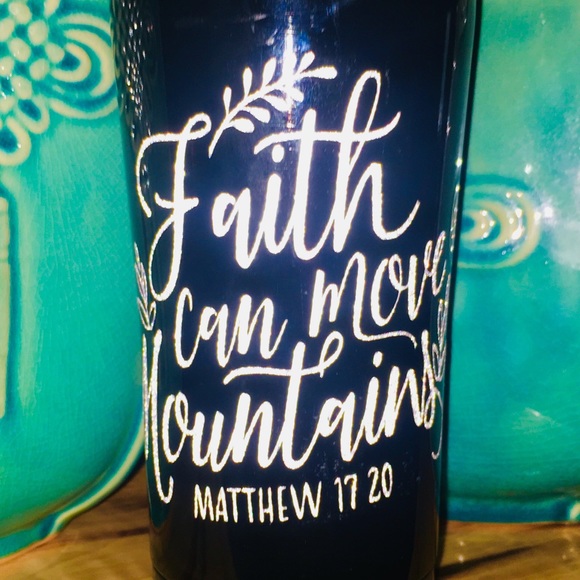 Faith
can move
Mountains
MATTHEW 17 20